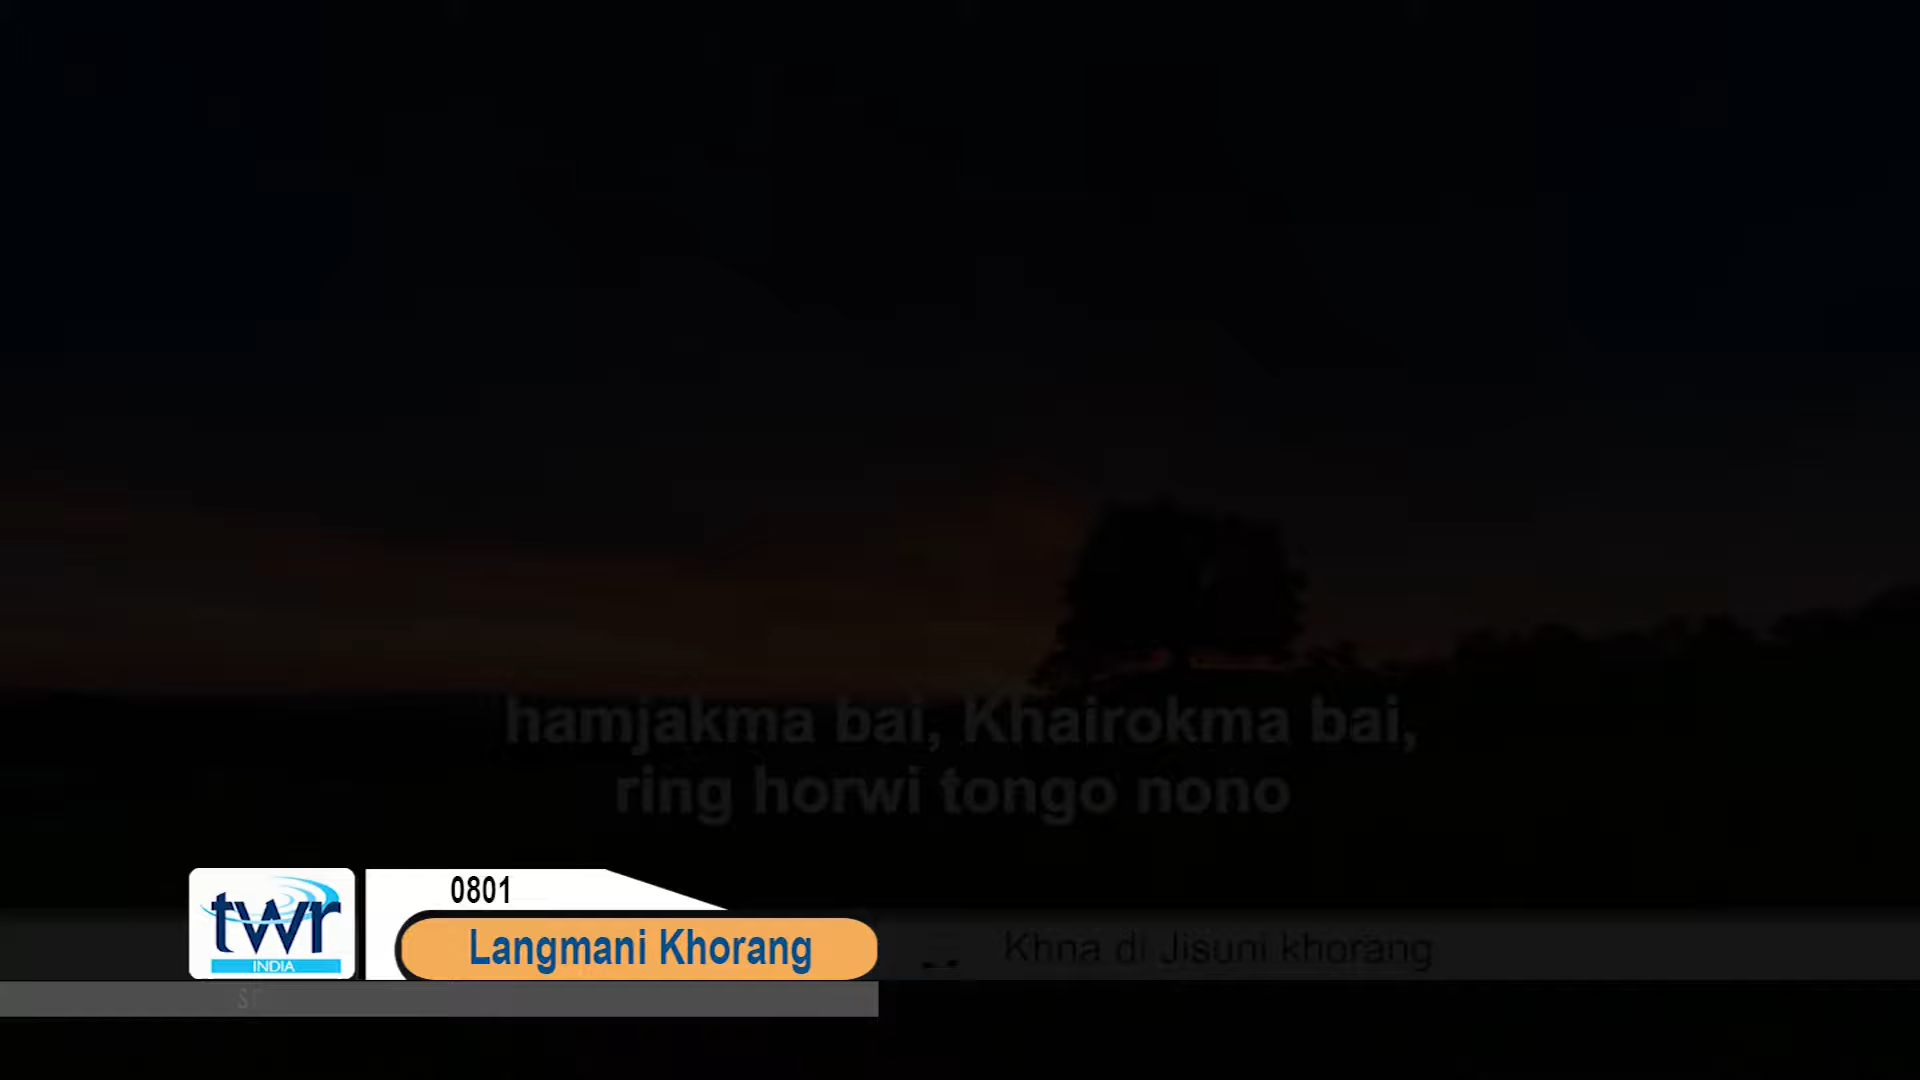 hamjakma bai, Khairokma bai,
ring horwi tongo nono
0801
twr
INDIA
Langmani Khorang
Khna di Jisuni khorang